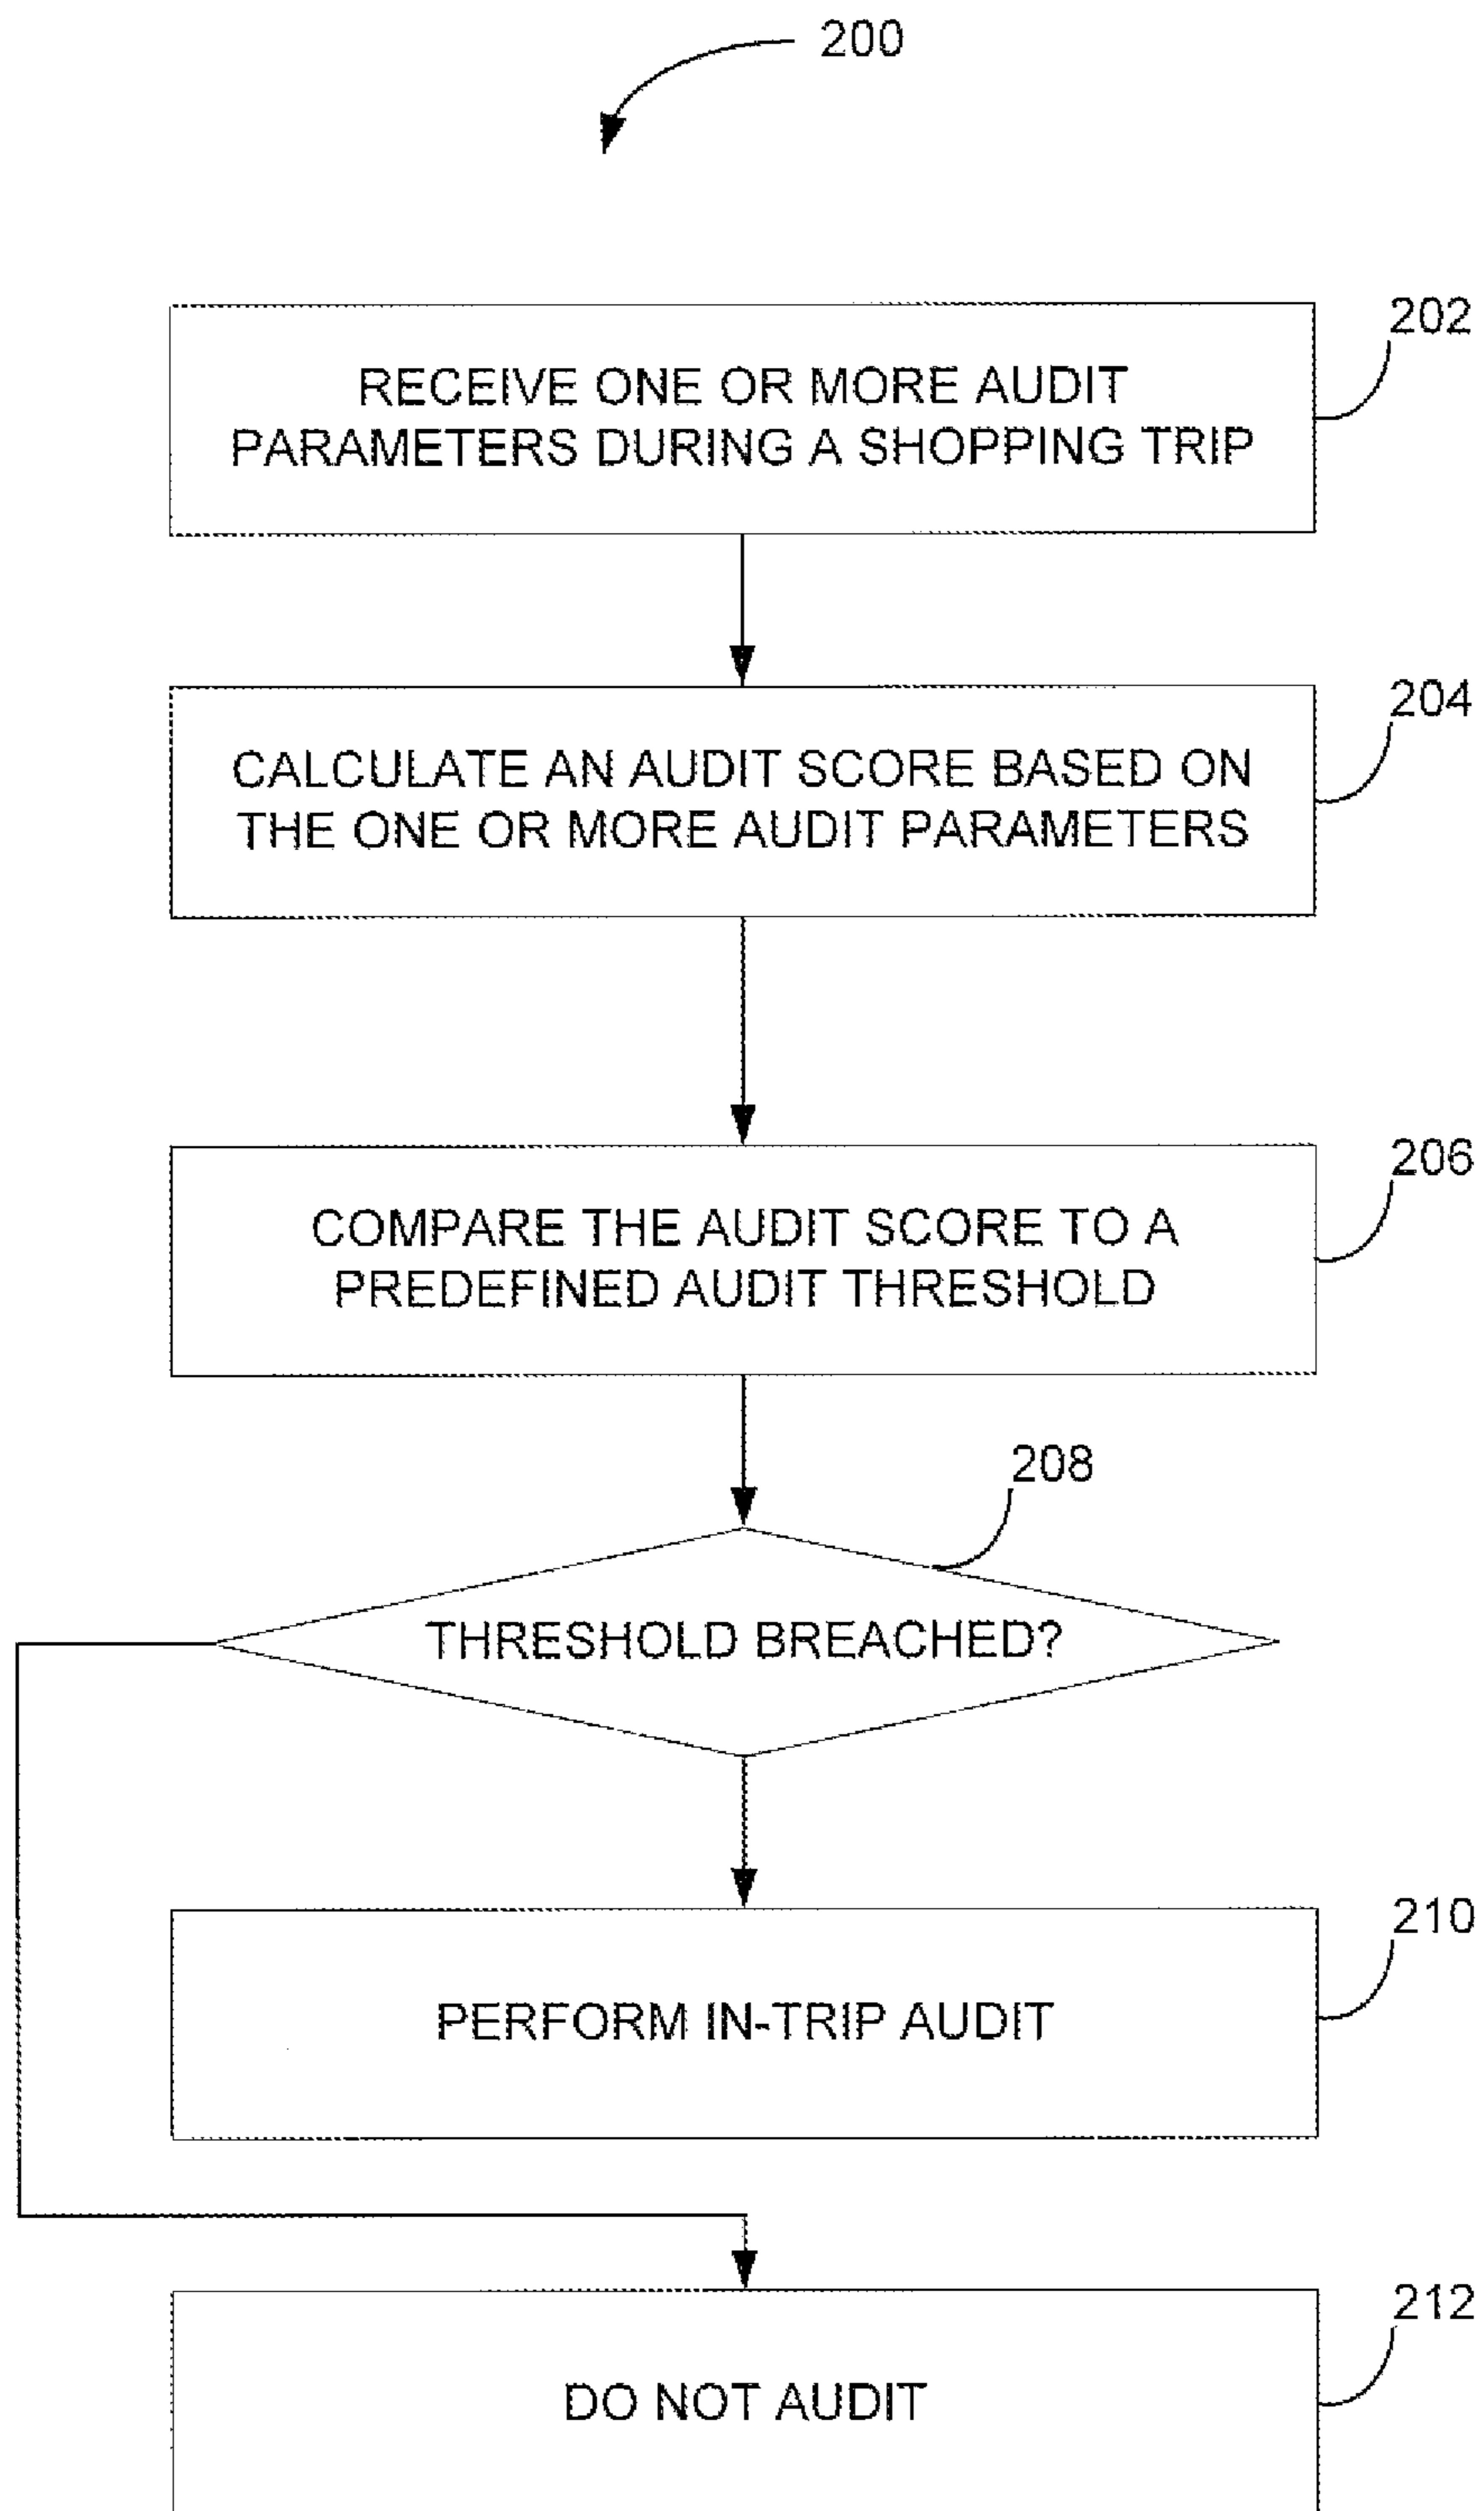 200
202
RECEIVE ONE OR MORE AUDIT
PARAMETERS DURING A SHOPPING TRIP
204
CALCULATE AN AUDIT SCORE BASED ON
THE ONE OR MORE AUDIT PARAMETERS
206
COMPARE THE AUDIT SCORE TO A
PREDEFINED AUDIT THRESHOLD
208
THRESHOLD BREACHED?
210
PERFORM IN-TRIP AUDIT
212
DO NOT AUDIT